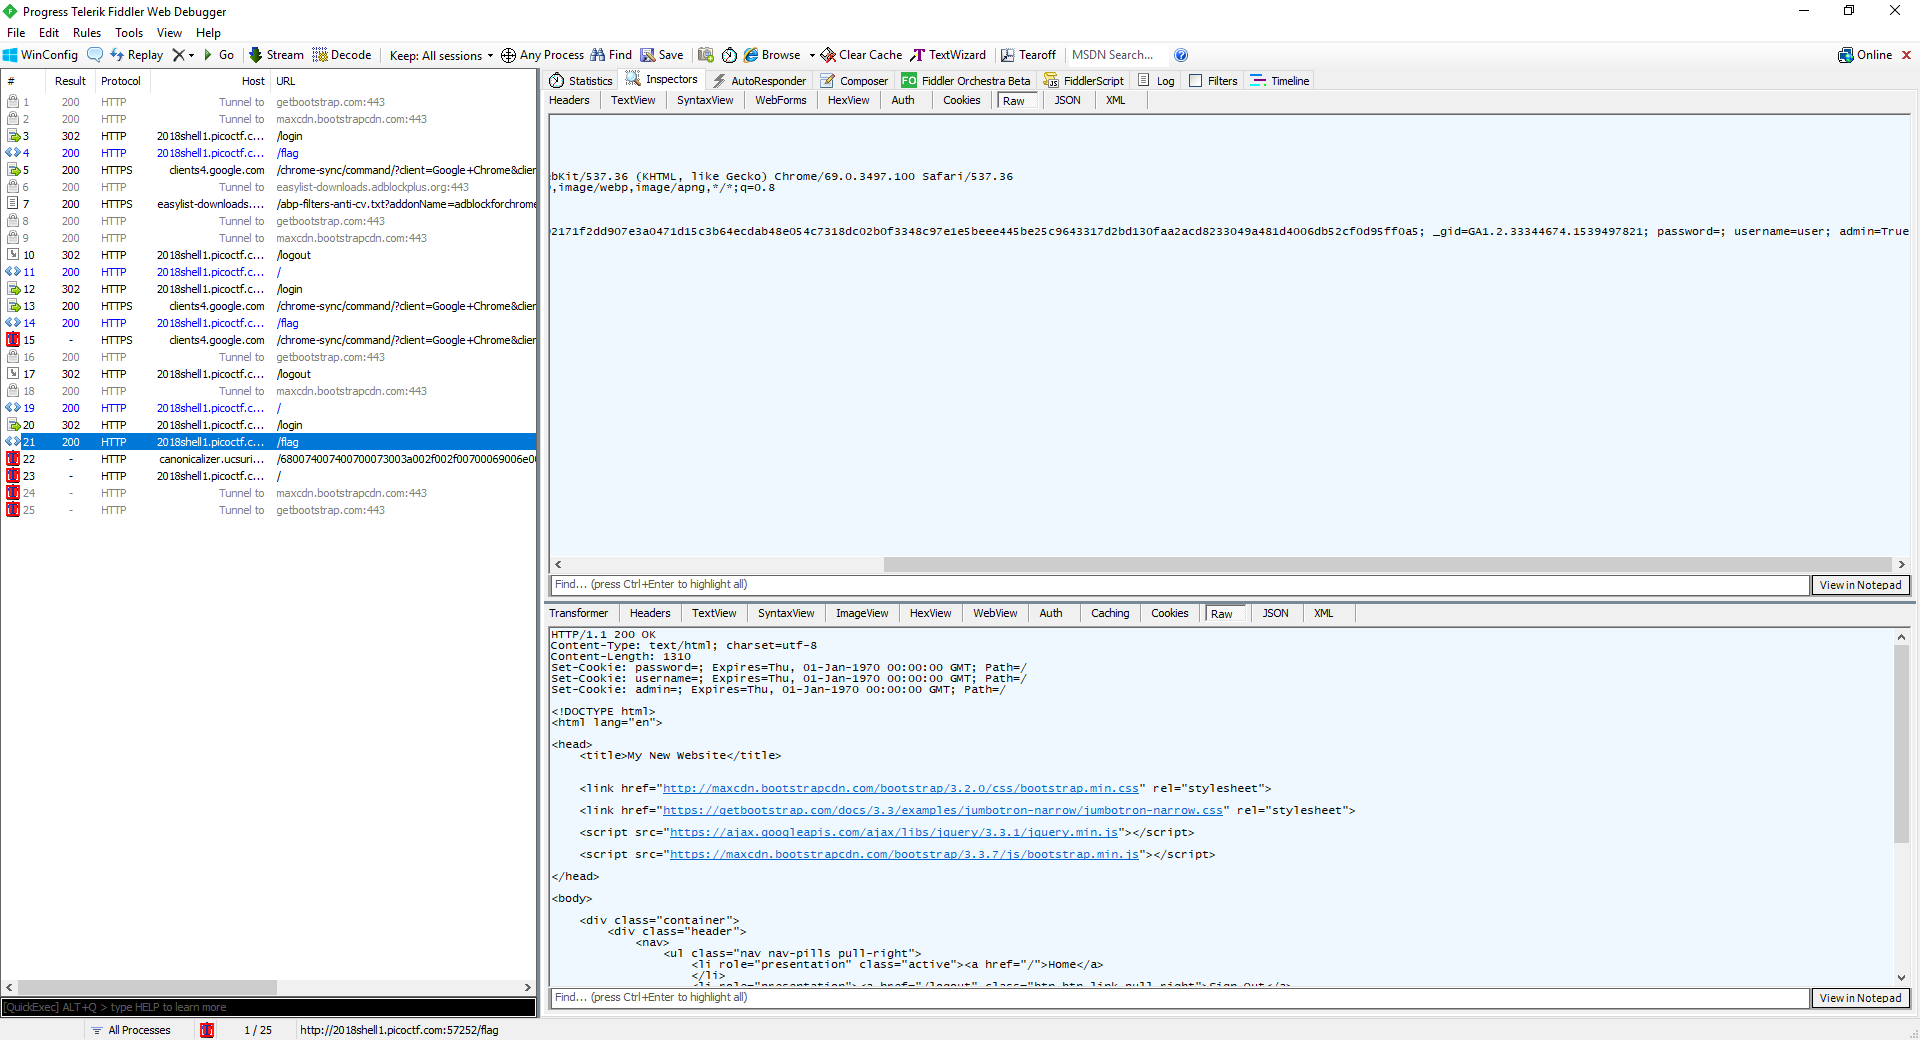 Progress Telerik Fiddler Web Debugger
File Edit Rules Tools View Help
WinConfig Replay Go Stream Decode Keep: All sessions Any Process Find Save Browse Clear Cache TextWizard Tearoff MSDN Search... Online
# Result Protocol Host URL
1 200 HTTP Tunnel to getbootstrap.com:443
2 200 HTTP Tunnel to maxcdn.bootstrapcdn.com:443
3 302 HTTP 2018shell1.picoctf.c... /login
4 200 HTTP 2018shell1.picoctf.c... /flag
5 200 HTTPS clients4.google.com /chrome-sync/command/?client=Google+Chrome&clien
6 200 HTTP Tunnel to easylist-downloads.adblockplus.org:443
7 200 HTTPS easylist-downloads.... /abp-filters-anti-cv.txt?addonName=adblockforchrome
8 200 HTTP Tunnel to getbootstrap.com:443
9 200 HTTP Tunnel to maxcdn.bootstrapcdn.com:443
10 302 HTTP 2018shell1.picoctf.c... /logout
11 200 HTTP 2018shell1.picoctf.c... /
12 302 HTTP 2018shell1.picoctf.c... /login
13 200 HTTPS clients4.google.com /chrome-sync/command/?client=Google+Chrome&clien
14 200 HTTP 2018shell1.picoctf.c... /flag
15 - HTTPS clients4.google.com /chrome-sync/command/?client=Google+Chrome&clien
16 200 HTTP Tunnel to getbootstrap.com:443
17 302 HTTP 2018shell1.picoctf.c... /logout
18 200 HTTP Tunnel to maxcdn.bootstrapcdn.com:443
19 200 HTTP 2018shell1.picoctf.c... /
20 302 HTTP 2018shell1.picoctf.c... /login
21 200 HTTP 2018shell1.picoctf.c... /flag
22 - HTTP canonicalizer.ucsuri... /680074007400700073003a002f002f00700069006e00
23 - HTTP 2018shell1.picoctf.c... /
24 - HTTP Tunnel to maxcdn.bootstrapcdn.com:443
25 - HTTP Tunnel to getbootstrap.com:443
[QuickExec] ALT+Q > type HELP to learn more
Statistics Inspectors AutoResponder Composer FO Fiddler Orchestra Beta FiddlerScript Log Filters Timeline
Headers TextView SyntaxView WebForms HexView Auth Cookies Raw JSON XML
bKit/537.36 (KHTML, like Gecko) Chrome/69.0.3497.100 Safari/537.36
,image/webp,image/apng,*/*;q=0.8
02171f2dd907e3a0471d15c3b64ecdab48e054c7318dc02b0f3348c97e1e5beee445be25c9643317d2bd130faa2acd8233049a481d4006db52cf0d95ff0a5; _gid=GA1.2.33344674.1539497821; password=; username=user; admin=True
Find... (press Ctrl+Enter to highlight all) View in Notepad
Transformer Headers TextView SyntaxView ImageView HexView WebView Auth Caching Cookies Raw JSON XML
HTTP/1.1 200 OK
Content-Type: text/html; charset=utf-8
Content-Length: 1310
Set-Cookie: password=; Expires=Thu, 01-Jan-1970 00:00:00 GMT; Path=/
Set-Cookie: username=; Expires=Thu, 01-Jan-1970 00:00:00 GMT; Path=/
Set-Cookie: admin=; Expires=Thu, 01-Jan-1970 00:00:00 GMT; Path=/
<!DOCTYPE html>
<html lang="en">
<head>
<title>My New Website</title>
<link href="http://maxcdn.bootstrapcdn.com/bootstrap/3.2.0/css/bootstrap.min.css" rel="stylesheet">
<link href="https://getbootstrap.com/docs/3.3/examples/jumbotron-narrow/jumbotron-narrow.css" rel="stylesheet">
<script src="https://ajax.googleapis.com/ajax/libs/jquery/3.3.1/jquery.min.js"></script>
<script src="https://maxcdn.bootstrapcdn.com/bootstrap/3.3.7/js/bootstrap.min.js"></script>
</head>
<body>
<div class="container">
<div class="header">
<nav>
<ul class="nav nav-pills pull-right">
<li role="presentation" class="active"><a href="/">Home</a>
</li>
<li role="presentation"><a href="/logout" class="btn btn-link pull-right">Sign Out</a>
Find... (press Ctrl+Enter to highlight all) View in Notepad
All Processes 1 / 25 http://2018shell1.picoctf.com:57252/flag